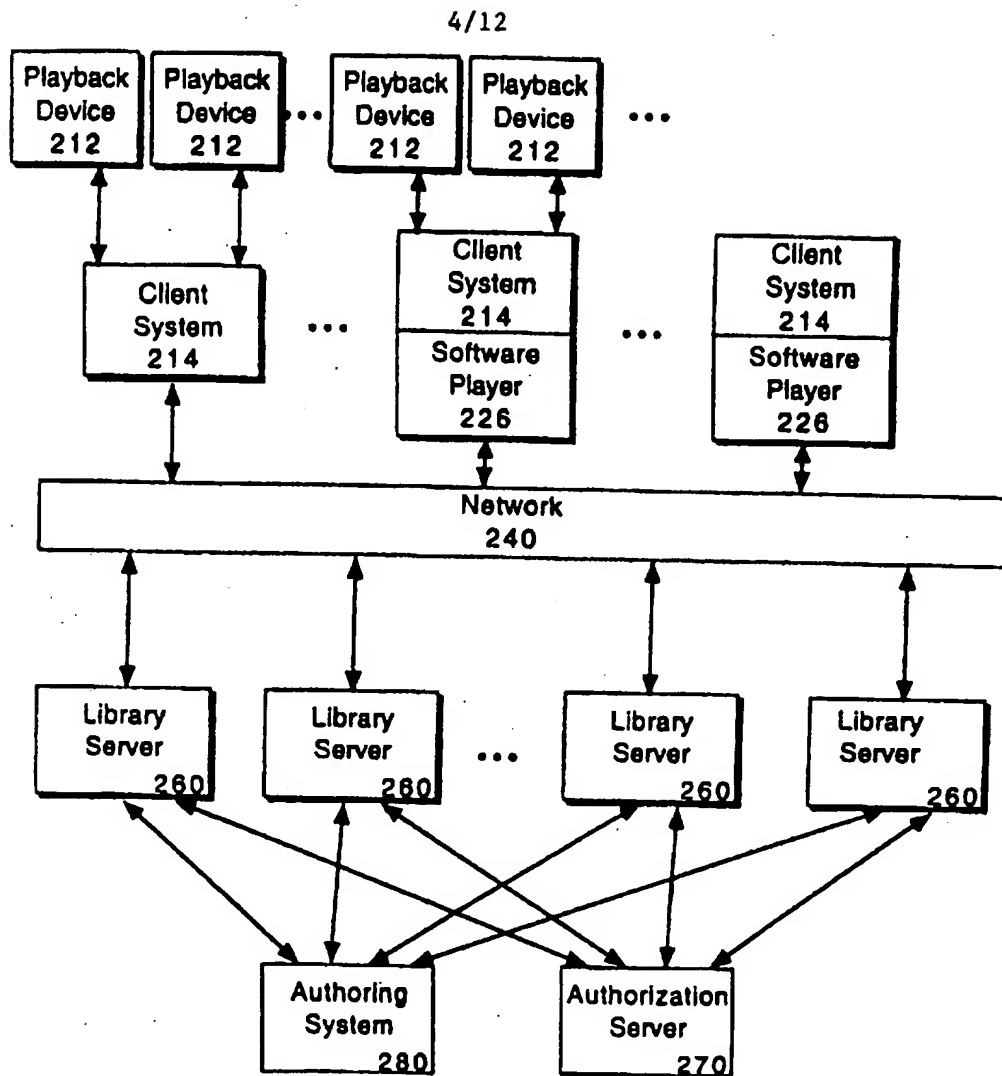 4/12
Playback
Device
212
Playback
Device
212
...
Playback
Device
212
Playback
Device
212
...
Client
System
214
...
Client
System
214
Software
Player
226
...
Client
System
214
Software
Player
226
Network
240
Library
Server
260
Library
Server
260
...
Library
Server
260
Library
Server
260
Authoring
System
280
Authorization
Server
270